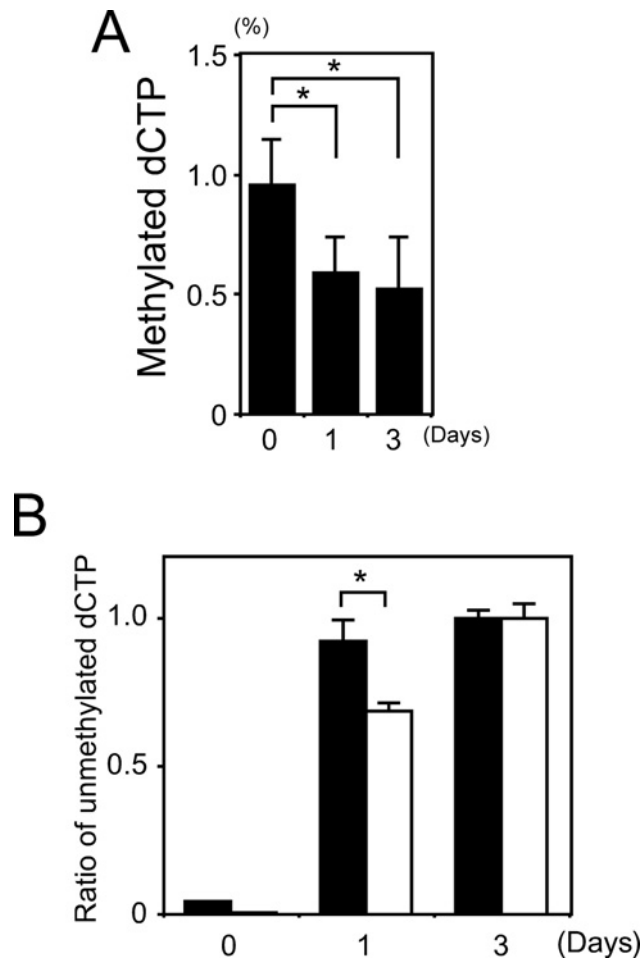 A
(%)
Methylated dCTP
1.5
1.0
0.5
0
* *
0 1 3 (Days)
B
Ratio of unmethylated dCTP
1.0
0.5
0
*
0 1 3 (Days)